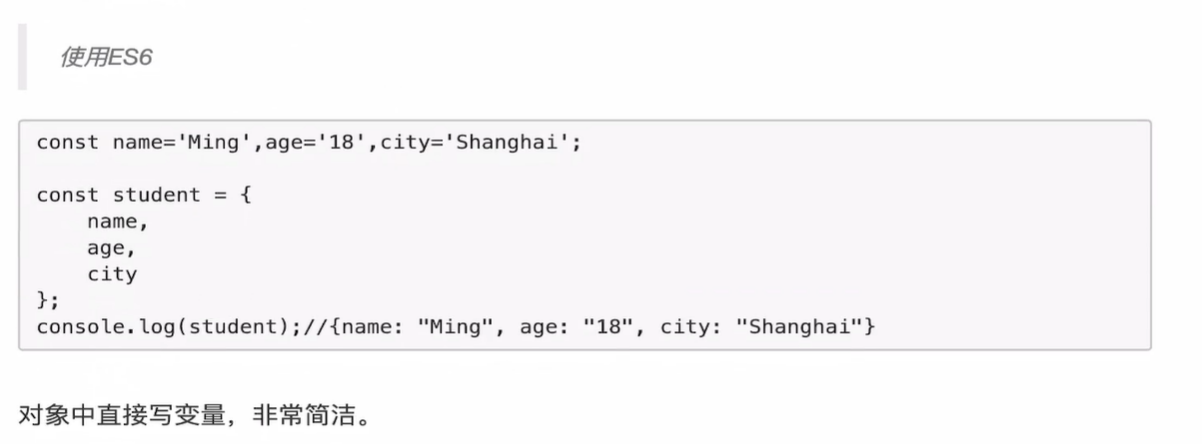 使用ES6
const name='Ming',age='18',city='Shanghai';
const student = {
    name,
    age,
    city
};
console.log(student);//{name: "Ming", age: "18", city: "Shanghai"}
对象中直接写变量，非常简洁。